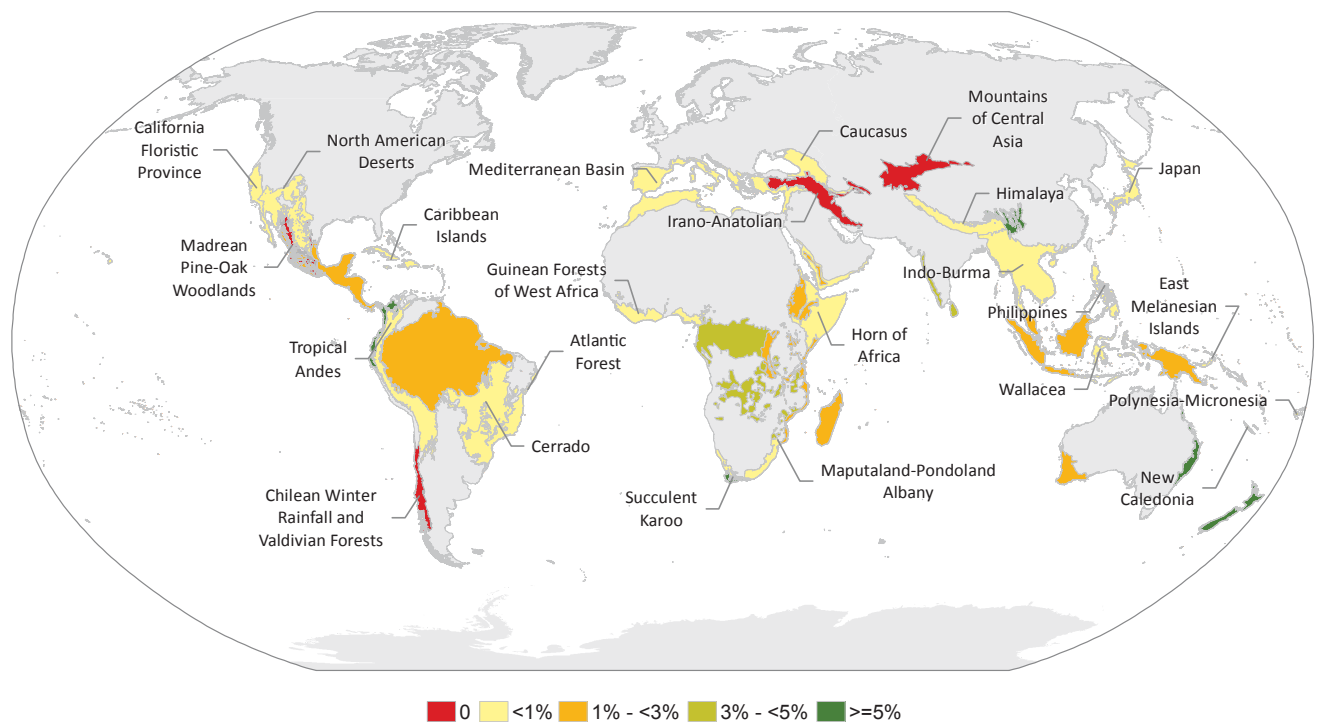 California
Floristic
Province
North American
Deserts
Madrean
Pine-Oak
Woodlands
Caribbean
Islands
Tropical
Andes
Chilean Winter
Rainfall and
Valdivian Forests
Atlantic
Forest
Cerrado
Mediterranean Basin
Guinean Forests
of West Africa
Caucasus
Irano-Anatolian
Mountains
of Central
Asia
Himalaya
Japan
Indo-Burma
Philippines
East
Melanesian
Islands
Horn of
Africa
Wallacea
Polynesia-Micronesia
Maputaland-Pondoland
Albany
Succulent
Karoo
New
Caledonia
0 <1% 1% - <3% 3% - <5% >=5%